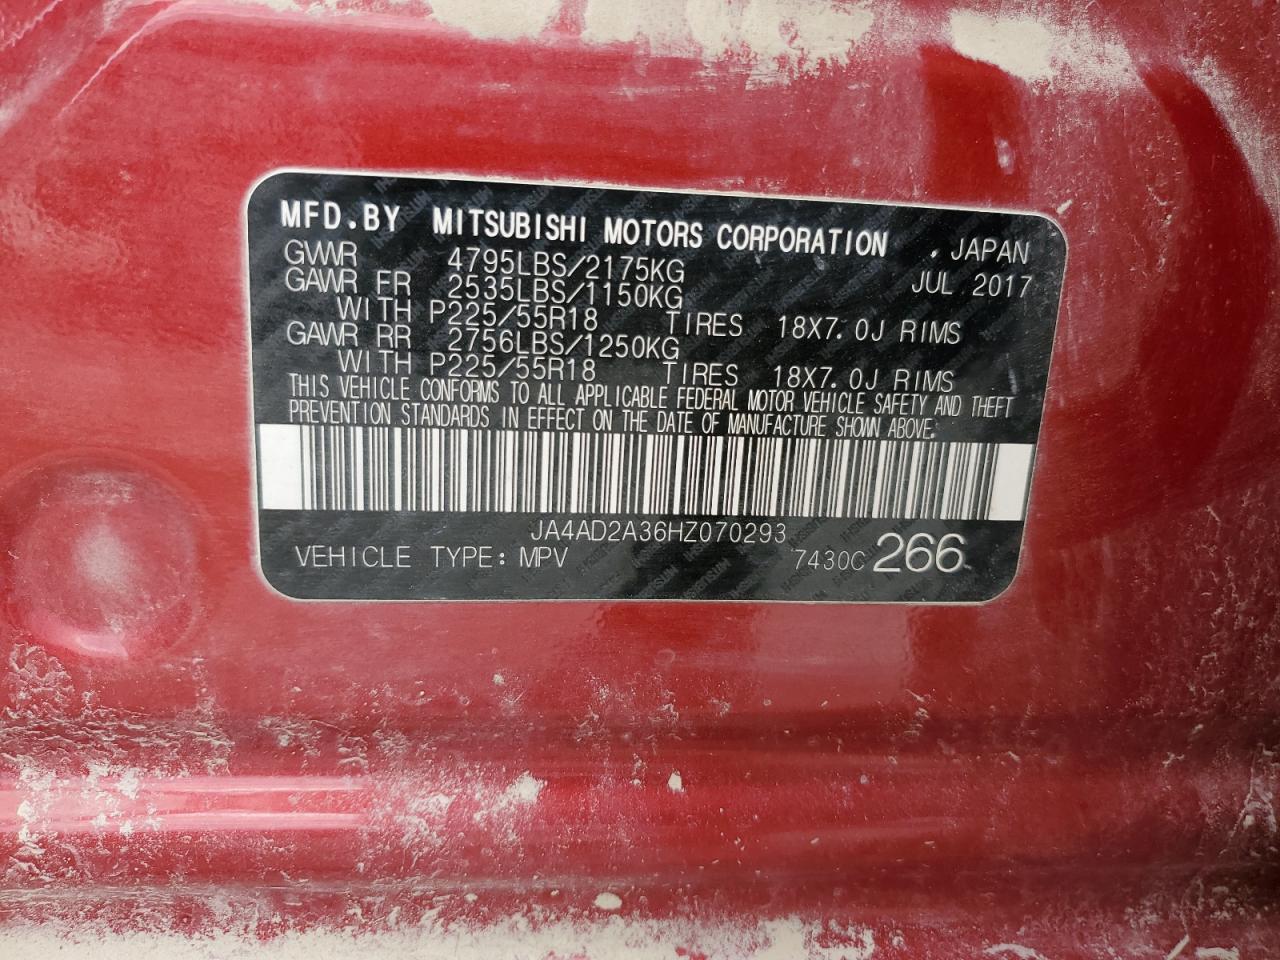 MFD.BY MITSUBISHI MOTORS CORPORATION . JAPAN
GVWR 4795LBS/2175KG JUL 2017
GAWR FR 2535LBS/1150KG
WITH P225/55R18 TIRES 18X7.0J RIMS
GAWR RR 2756LBS/1250KG
WITH P225/55R18 TIRES 18X7.0J RIMS
THIS VEHICLE CONFORMS TO ALL APPLICABLE FEDERAL MOTOR VEHICLE SAFETY AND THEFT
PREVENTION STANDARDS IN EFFECT ON THE DATE OF MANUFACTURE SHOWN ABOVE.
JA4AD2A36HZ070293
VEHICLE TYPE: MPV 7430C 266